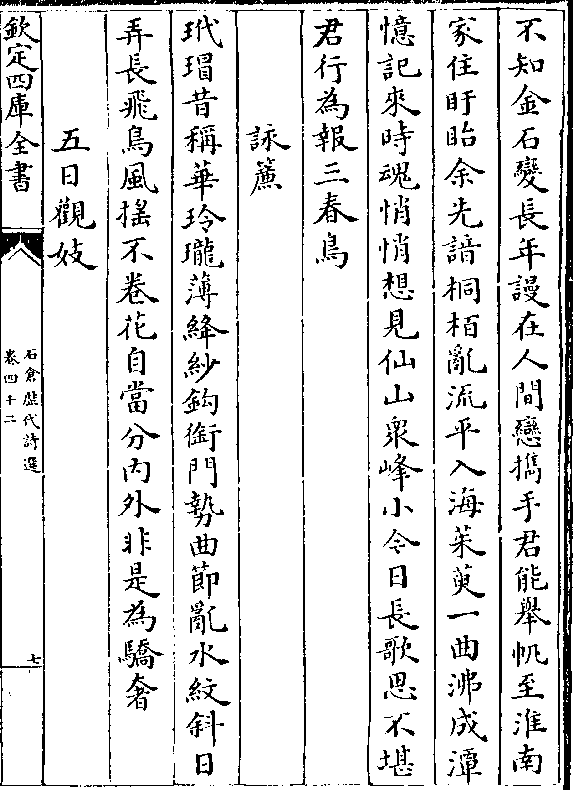 不知金石變長年謾在人間戀攜手君能舉帆至淮南
家住盱眙余先諳桐栢亂流平入海茱萸一曲沸成潭
憶記來時魂悄悄想見仙山衆峰小今日長歌思不堪
君行為報三春鳥
詠簾
玳瑁昔稱華玲瓏薄絳紗鈎銜門勢曲節亂水紋斜日
弄長飛鳥風揺不卷花自當分內外非是為驕奢
五日觀妓
欽定四庫全書
石倉歴代詩選
卷四十二
七